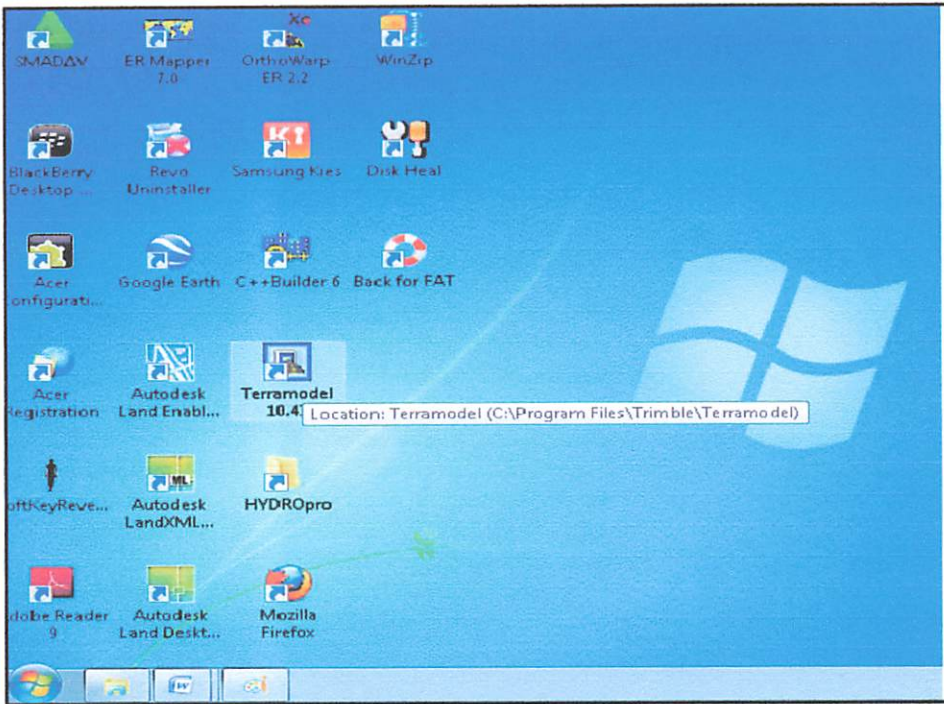 SMADAV
ER Mapper
7.0
OrthoWarp
ER 2.2
WinZip
BlackBerry
Desktop ...
Revo
Uninstaller
Samsung Kies
Disk Heal
Acer
onfigurati...
Google Earth
C++Builder 6
Back for FAT
Acer
Registration
Autodesk
Land Enabl...
Terramodel
10.4
Location: Terramodel (C:\Program Files\Trimble\Terramodel)
oftKeyReve...
Autodesk
LandXML...
HYDROpro
dobe Reader
9
Autodesk
Land Deskt...
Mozilla
Firefox